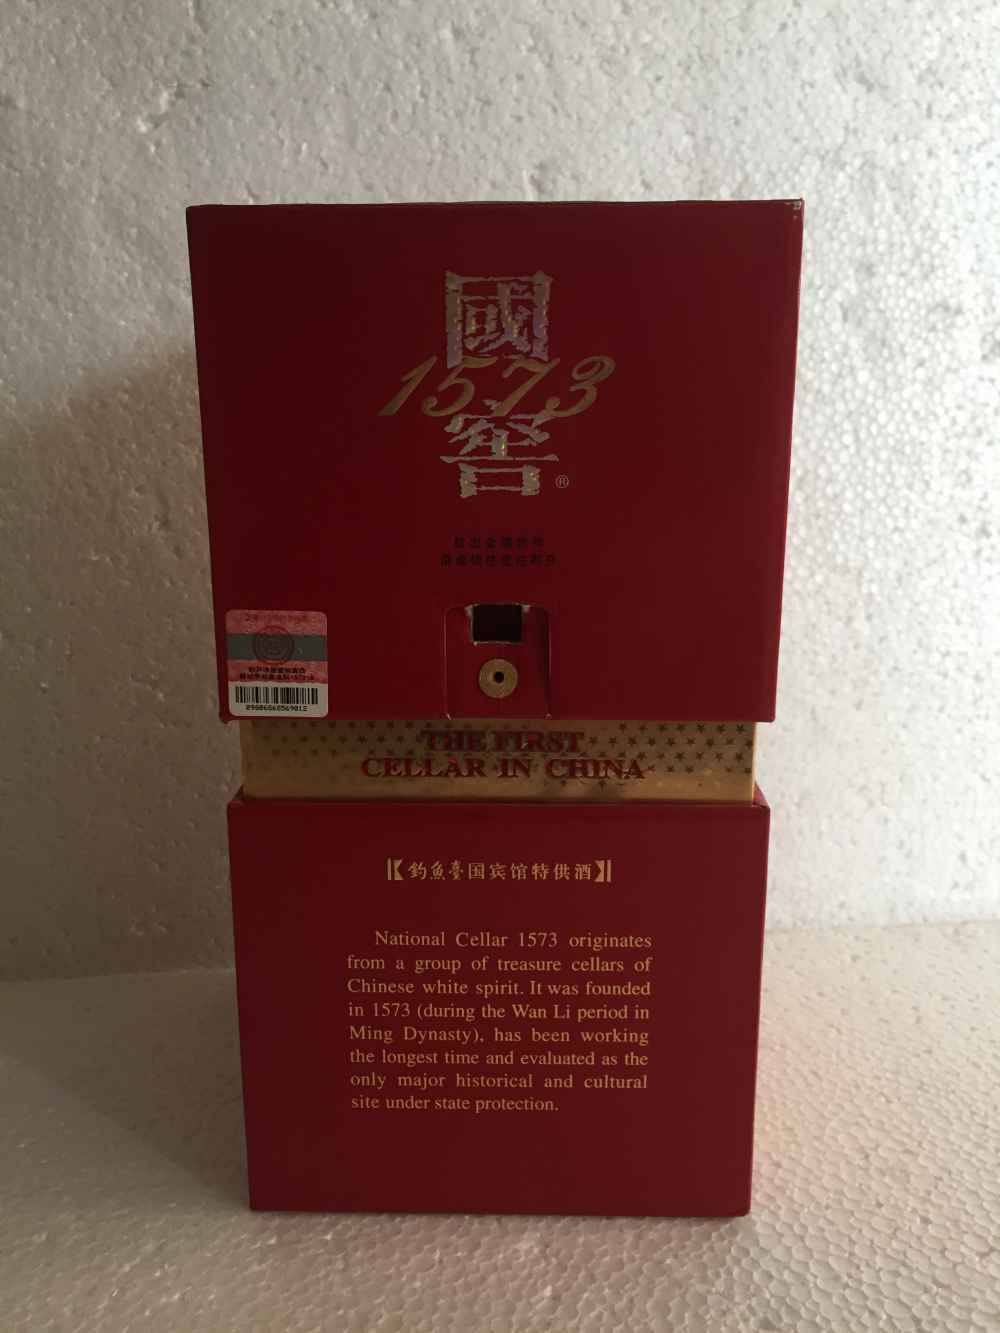 國
1573
窖®
THE FIRST
CELLAR IN CHINA
【釣魚臺国宾馆特供酒】
National Cellar 1573 originates
from a group of treasure cellars of
Chinese white spirit. It was founded
in 1573 (during the Wan Li period in
Ming Dynasty), has been working
the longest time and evaluated as the
only major historical and cultural
site under state protection.